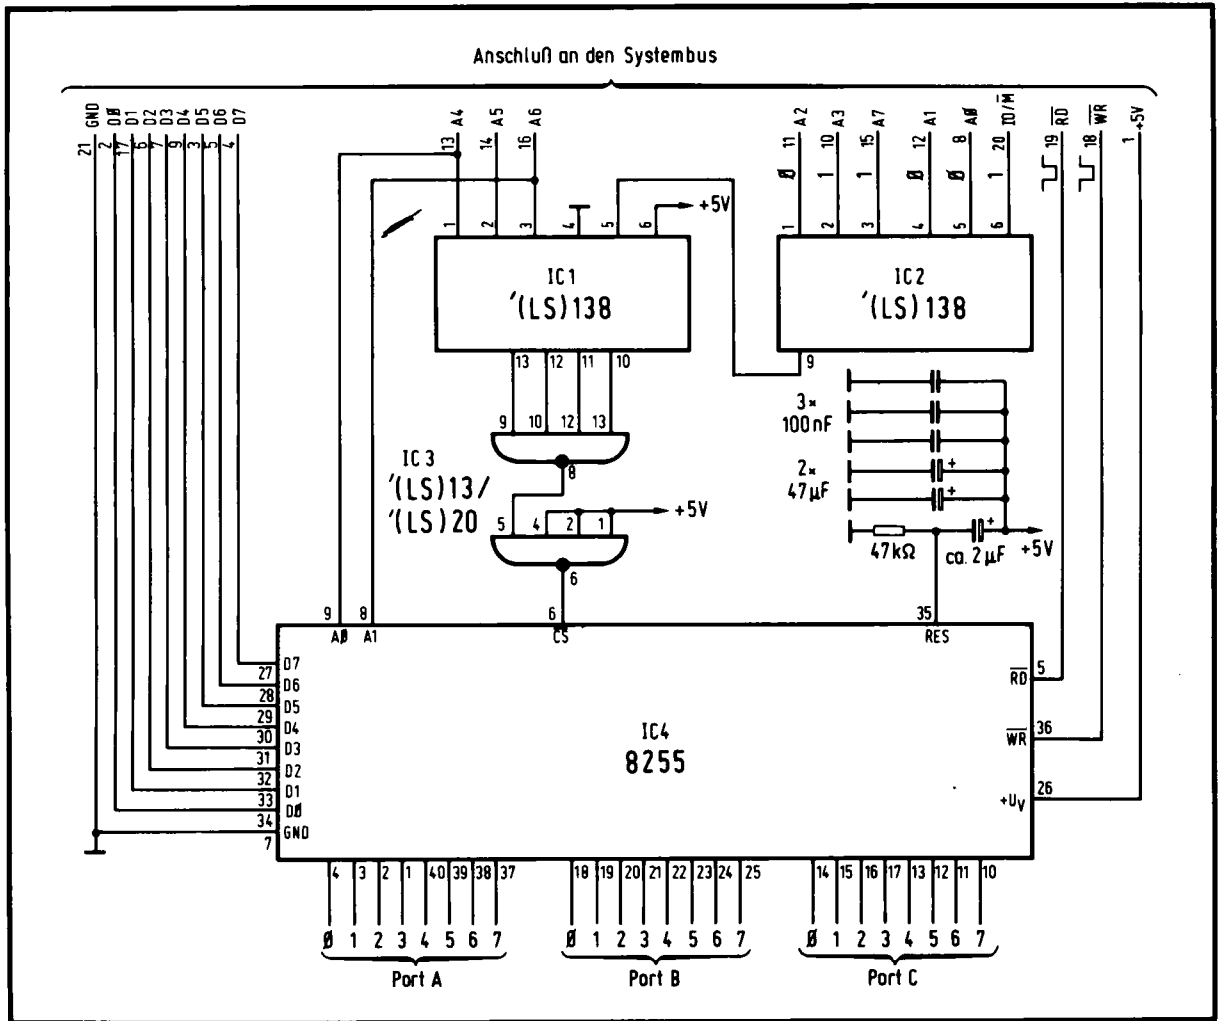 Anschluß an den Systembus
GND DØ D1 D2 D3 D4 D5 D6 D7
21 2 17 6 7 9 3 5 4
A4 A5 A6
13 14 16
A2 A3 A7 A1 AØ IO/M
11 10 15 12 8 20
RD WR +5V
19 18 1
Ø 1 1 Ø Ø 1
1 2 3 4 5 6
+5V
IC1
'(LS)138
13 12 11 10
1 2 3 4 5 6
IC2
'(LS)138
9
9 10 12 13
8
IC3
'(LS)13/
'(LS)20
5 4 2 1
+5V
6
3×
100nF
2×
47µF
+
+
+
47kΩ
ca. 2µF
+5V
9 8 6 35
AØ A1 CS RES
D7
27
D6
28
D5
29
D4
30
D3
31
D2
32
D1
33
DØ
34
GND
7
IC4
8255
RD 5
WR 36
+UV 26
4 3 2 1 40 39 38 37
18 19 20 21 22 23 24 25
14 15 16 17 13 12 11 10
Ø 1 2 3 4 5 6 7
Ø 1 2 3 4 5 6 7
Ø 1 2 3 4 5 6 7
Port A
Port B
Port C